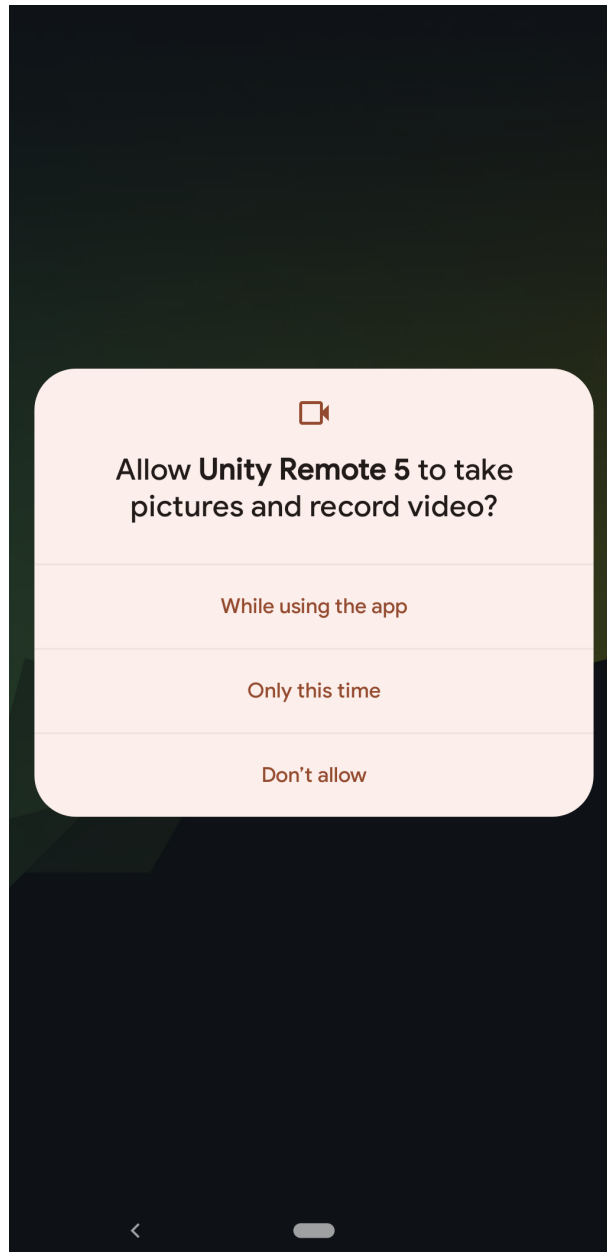 Allow Unity Remote 5 to take
pictures and record video?
While using the app
Only this time
Don’t allow